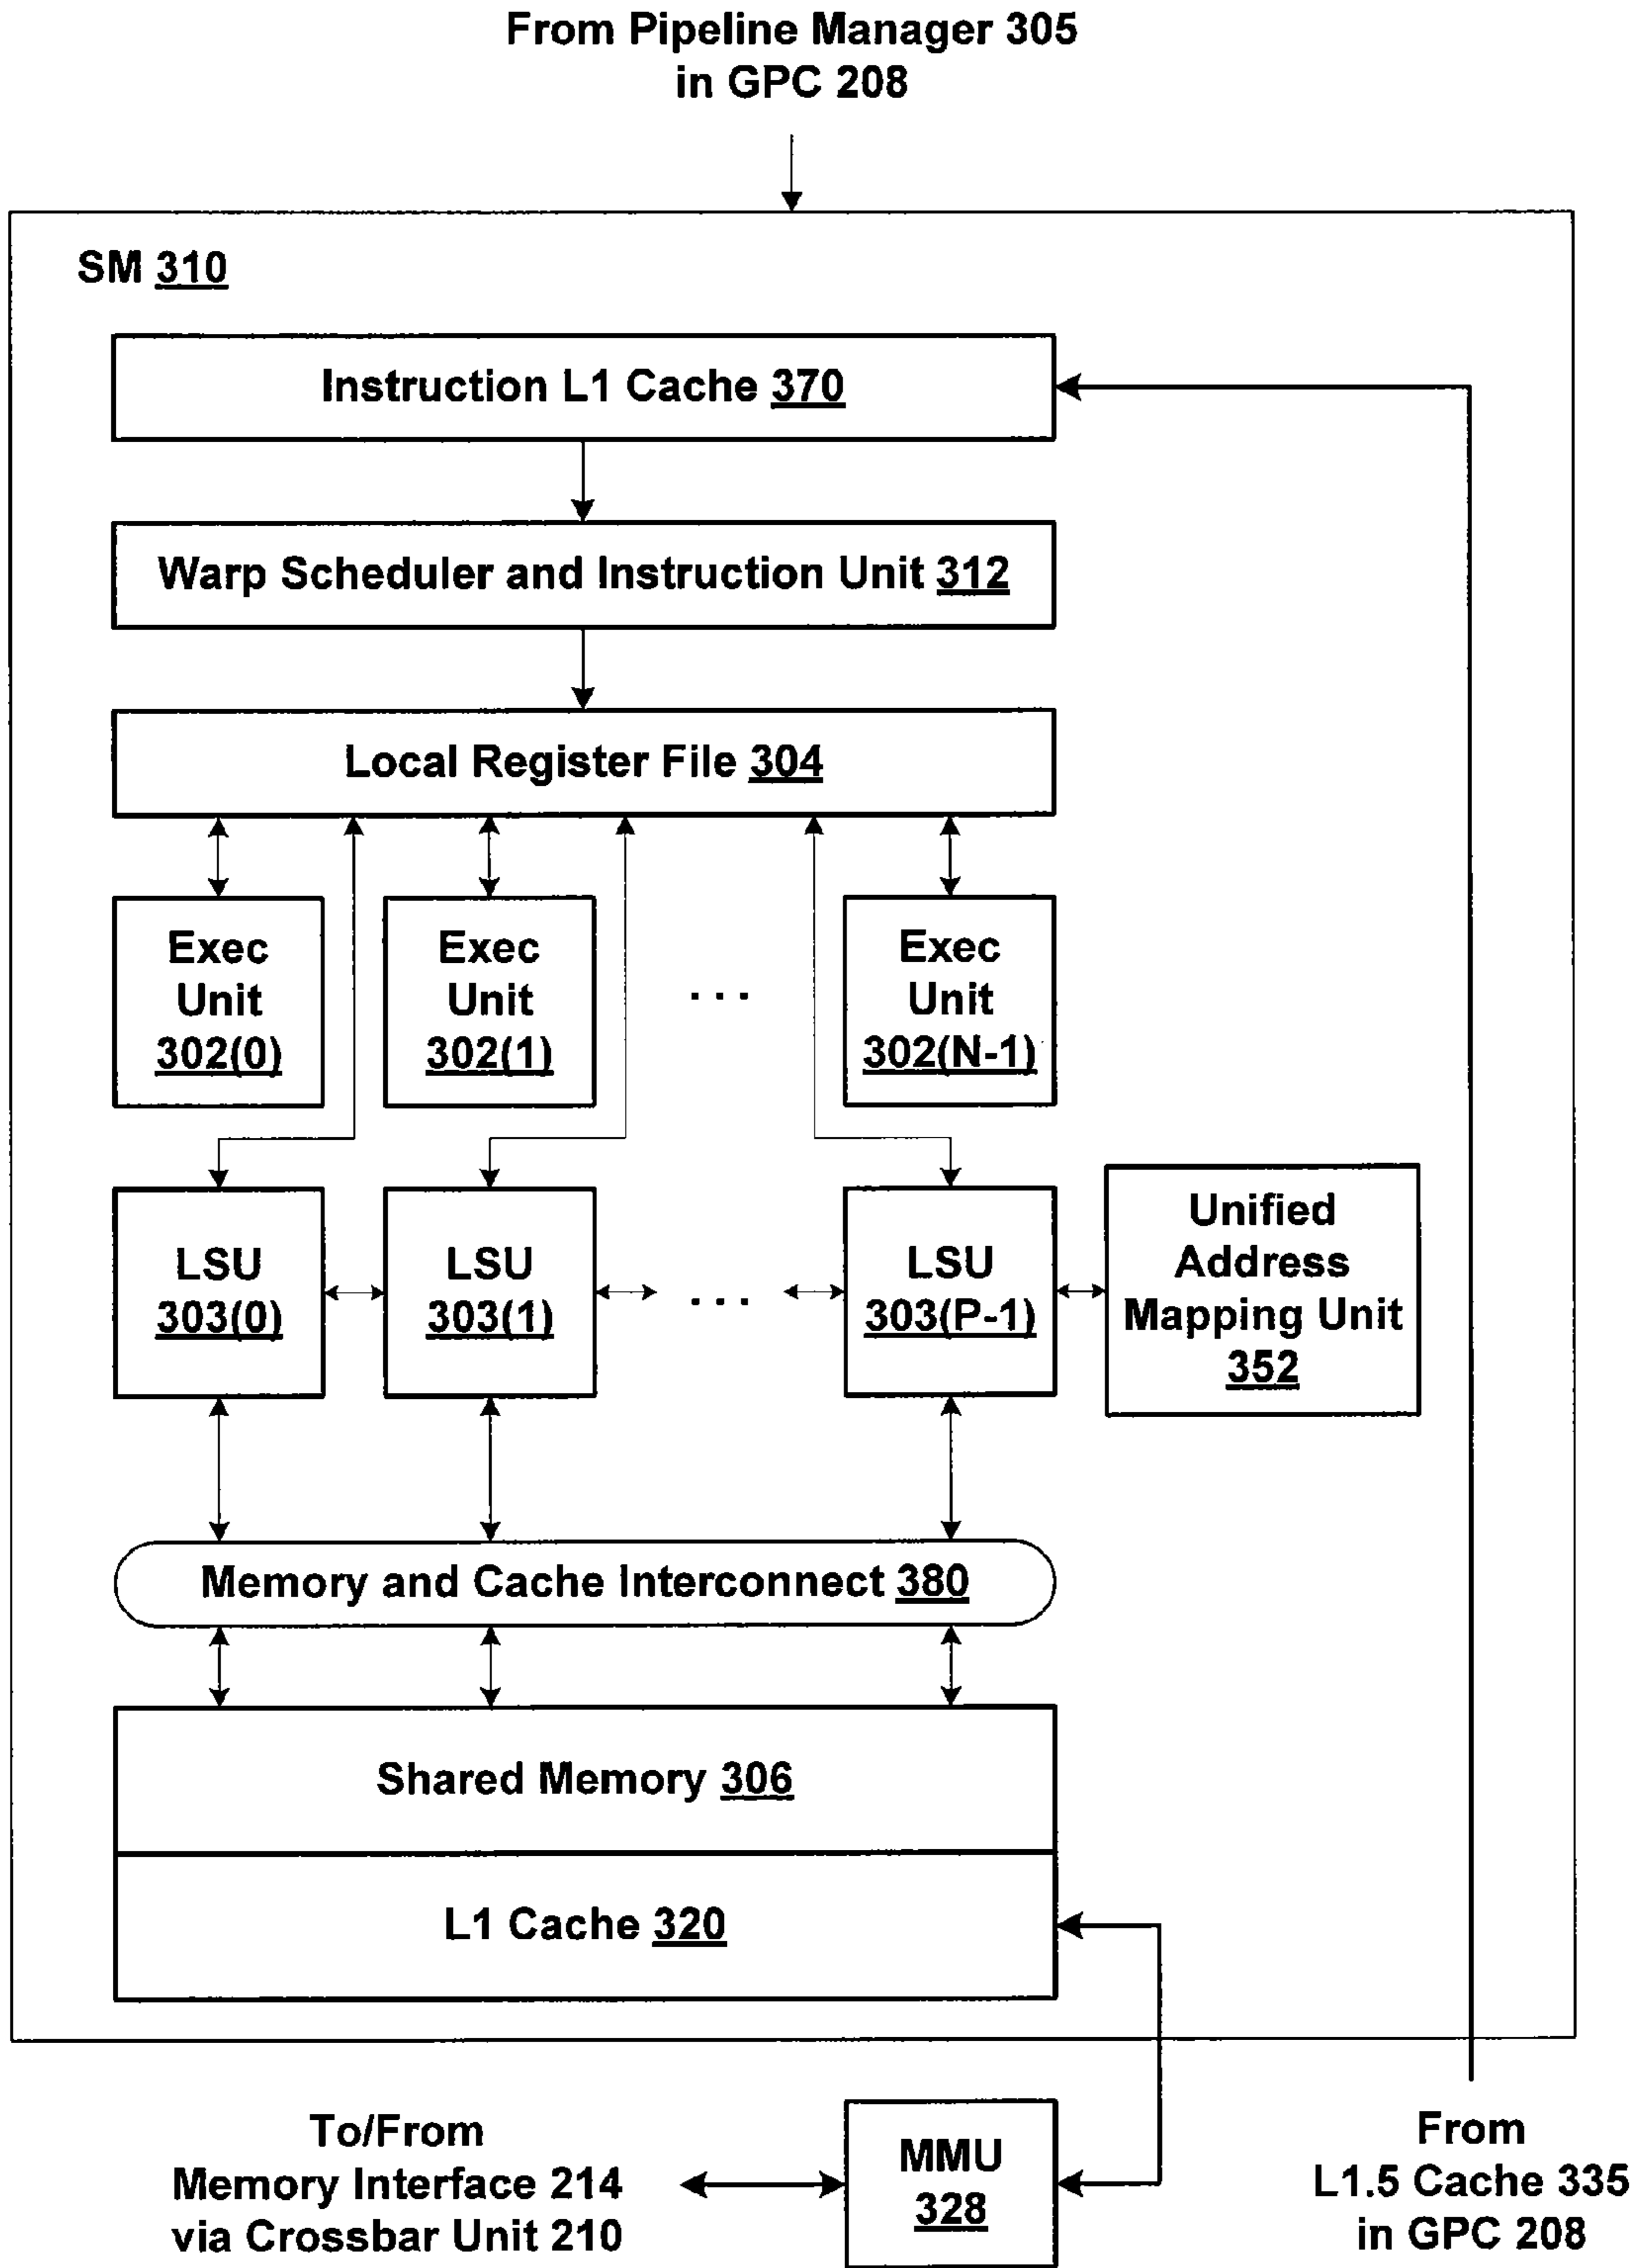 From Pipeline Manager 305
in GPC 208
SM 310
Instruction L1 Cache 370
Warp Scheduler and Instruction Unit 312
Local Register File 304
Exec
Unit
302(0)
Exec
Unit
302(1)
. . .
Exec
Unit
302(N-1)
LSU
303(0)
LSU
303(1)
. . .
LSU
303(P-1)
Unified
Address
Mapping Unit
352
Memory and Cache Interconnect 380
Shared Memory 306
L1 Cache 320
To/From
Memory Interface 214
via Crossbar Unit 210
MMU
328
From
L1.5 Cache 335
in GPC 208